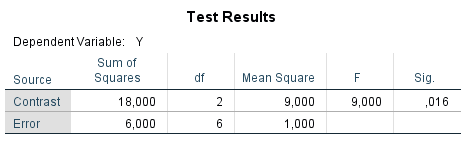 Test Results
Dependent Variable: Y
Source Sum of Squares df Mean Square F Sig.
Contrast 18,000 2 9,000 9,000 ,016
Error 6,000 6 1,000